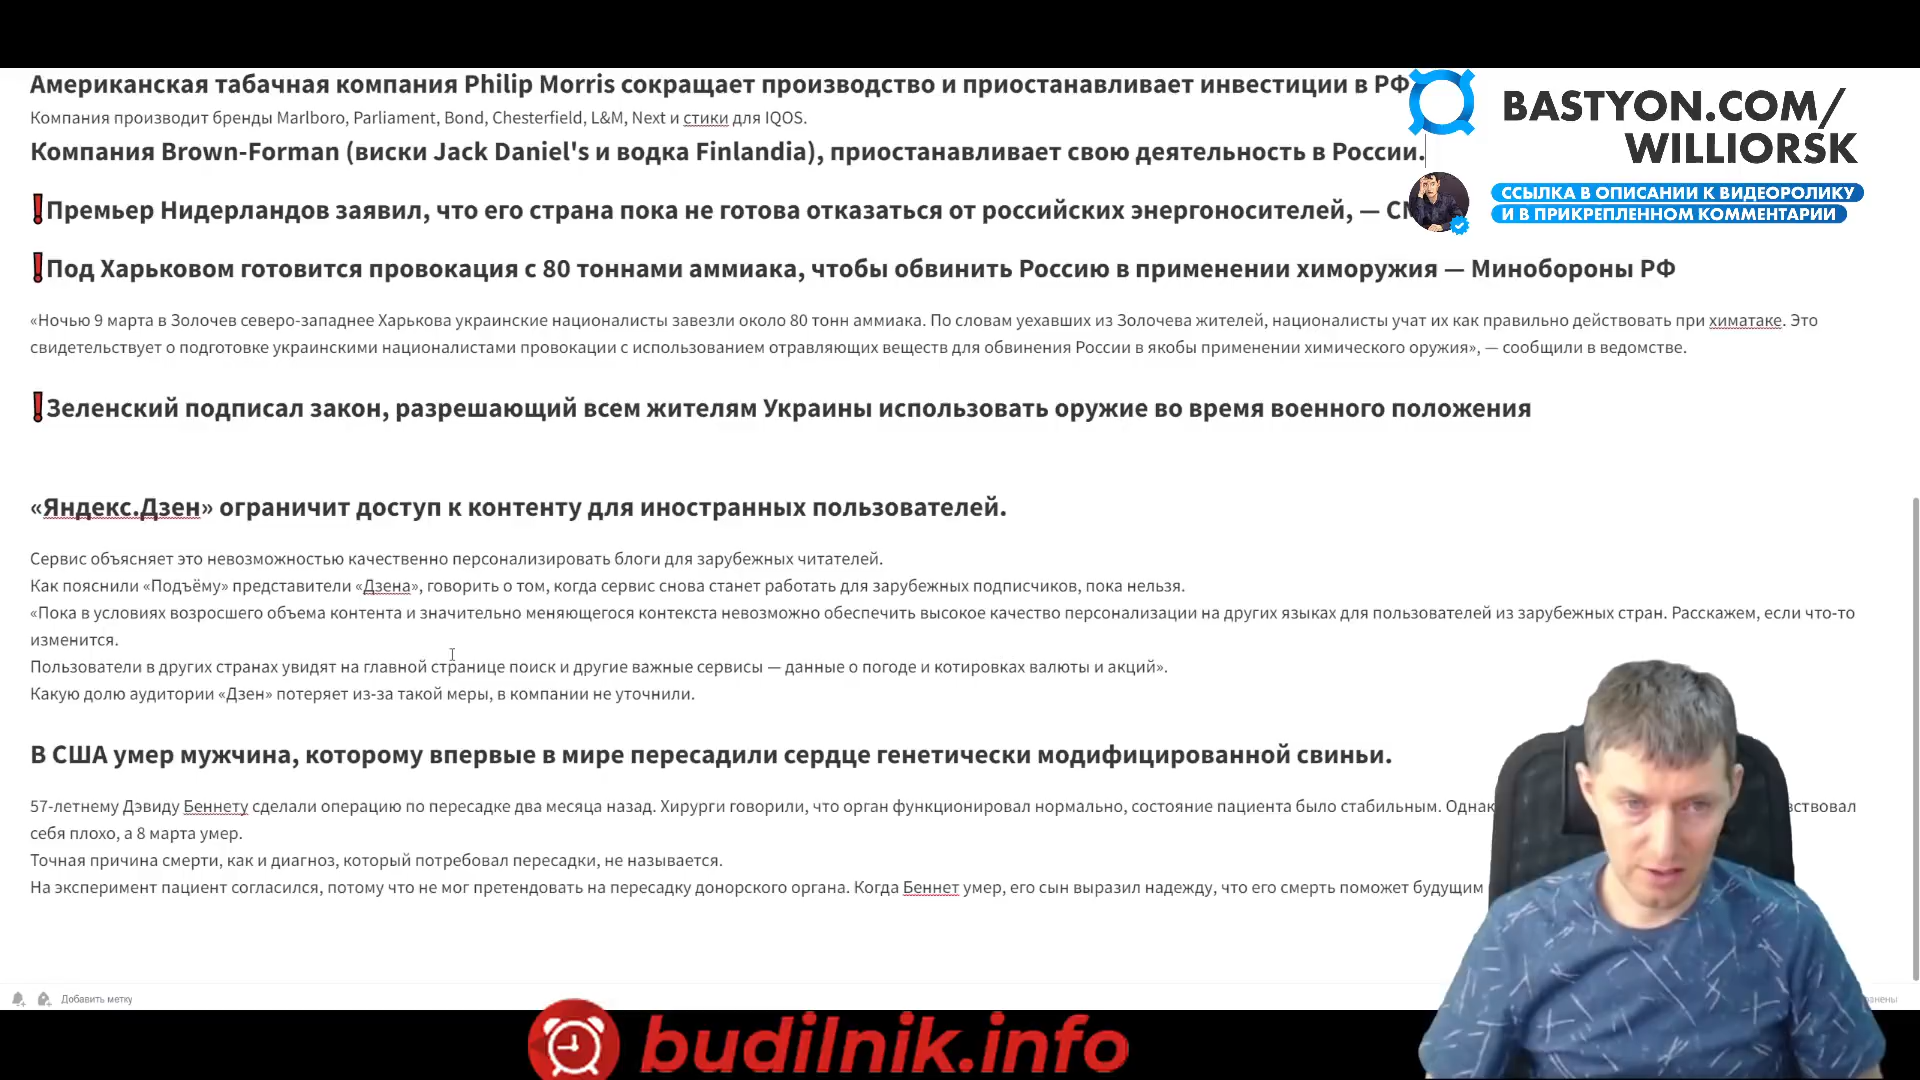 Американская табачная компания Philip Morris сокращает производство и приостанавливает инвестиции в РФ
Компания производит бренды Marlboro, Parliament, Bond, Chesterfield, L&M, Next и стики для IQOS.
Компания Brown-Forman (виски Jack Daniel's и водка Finlandia), приостанавливает свою деятельность в России.
BASTYON.COM/
WILLIORSK
ССЫЛКА В ОПИСАНИИ К ВИДЕОРОЛИКУ
И В ПРИКРЕПЛЕННОМ КОММЕНТАРИИ
❗Премьер Нидерландов заявил, что его страна пока не готова отказаться от российских энергоносителей, —
❗Под Харьковом готовится провокация с 80 тоннами аммиака, чтобы обвинить Россию в применении химоружия — Минобороны РФ
«Ночью 9 марта в Золочев северо-западнее Харькова украинские националисты завезли около 80 тонн аммиака. По словам уехавших из Золочева жителей, националисты учат их как правильно действовать при химатаке. Это
свидетельствует о подготовке украинскими националистами провокации с использованием отравляющих веществ для обвинения России в якобы применении химического оружия», — сообщили в ведомстве.
❗Зеленский подписал закон, разрешающий всем жителям Украины использовать оружие во время военного положения
«Яндекс.Дзен» ограничит доступ к контенту для иностранных пользователей.
Сервис объясняет это невозможностью качественно персонализировать блоги для зарубежных читателей.
Как пояснили «Подъёму» представители «Дзена», говорить о том, когда сервис снова станет работать для зарубежных подписчиков, пока нельзя.
«Пока в условиях возросшего объема контента и значительно меняющегося контекста невозможно обеспечить высокое качество персонализации на других языках для пользователей из зарубежных стран. Расскажем, если что-то
изменится.
Пользователи в других странах увидят на главной странице поиск и другие важные сервисы — данные о погоде и котировках валюты и акций».
Какую долю аудитории «Дзен» потеряет из-за такой меры, в компании не уточнили.
В США умер мужчина, которому впервые в мире пересадили сердце генетически модифицированной свиньи.
57-летнему Дэвиду Беннету сделали операцию по пересадке два месяца назад. Хирурги говорили, что орган функционировал нормально, состояние пациента было стабильным.
себя плохо, а 8 марта умер.
Точная причина смерти, как и диагноз, который потребовал пересадки, не называется.
На эксперимент пациент согласился, потому что не мог претендовать на пересадку донорского органа. Когда Беннет умер, его сын выразил надежду, что его смерть поможет будущим
Добавить метку
budilnik.info